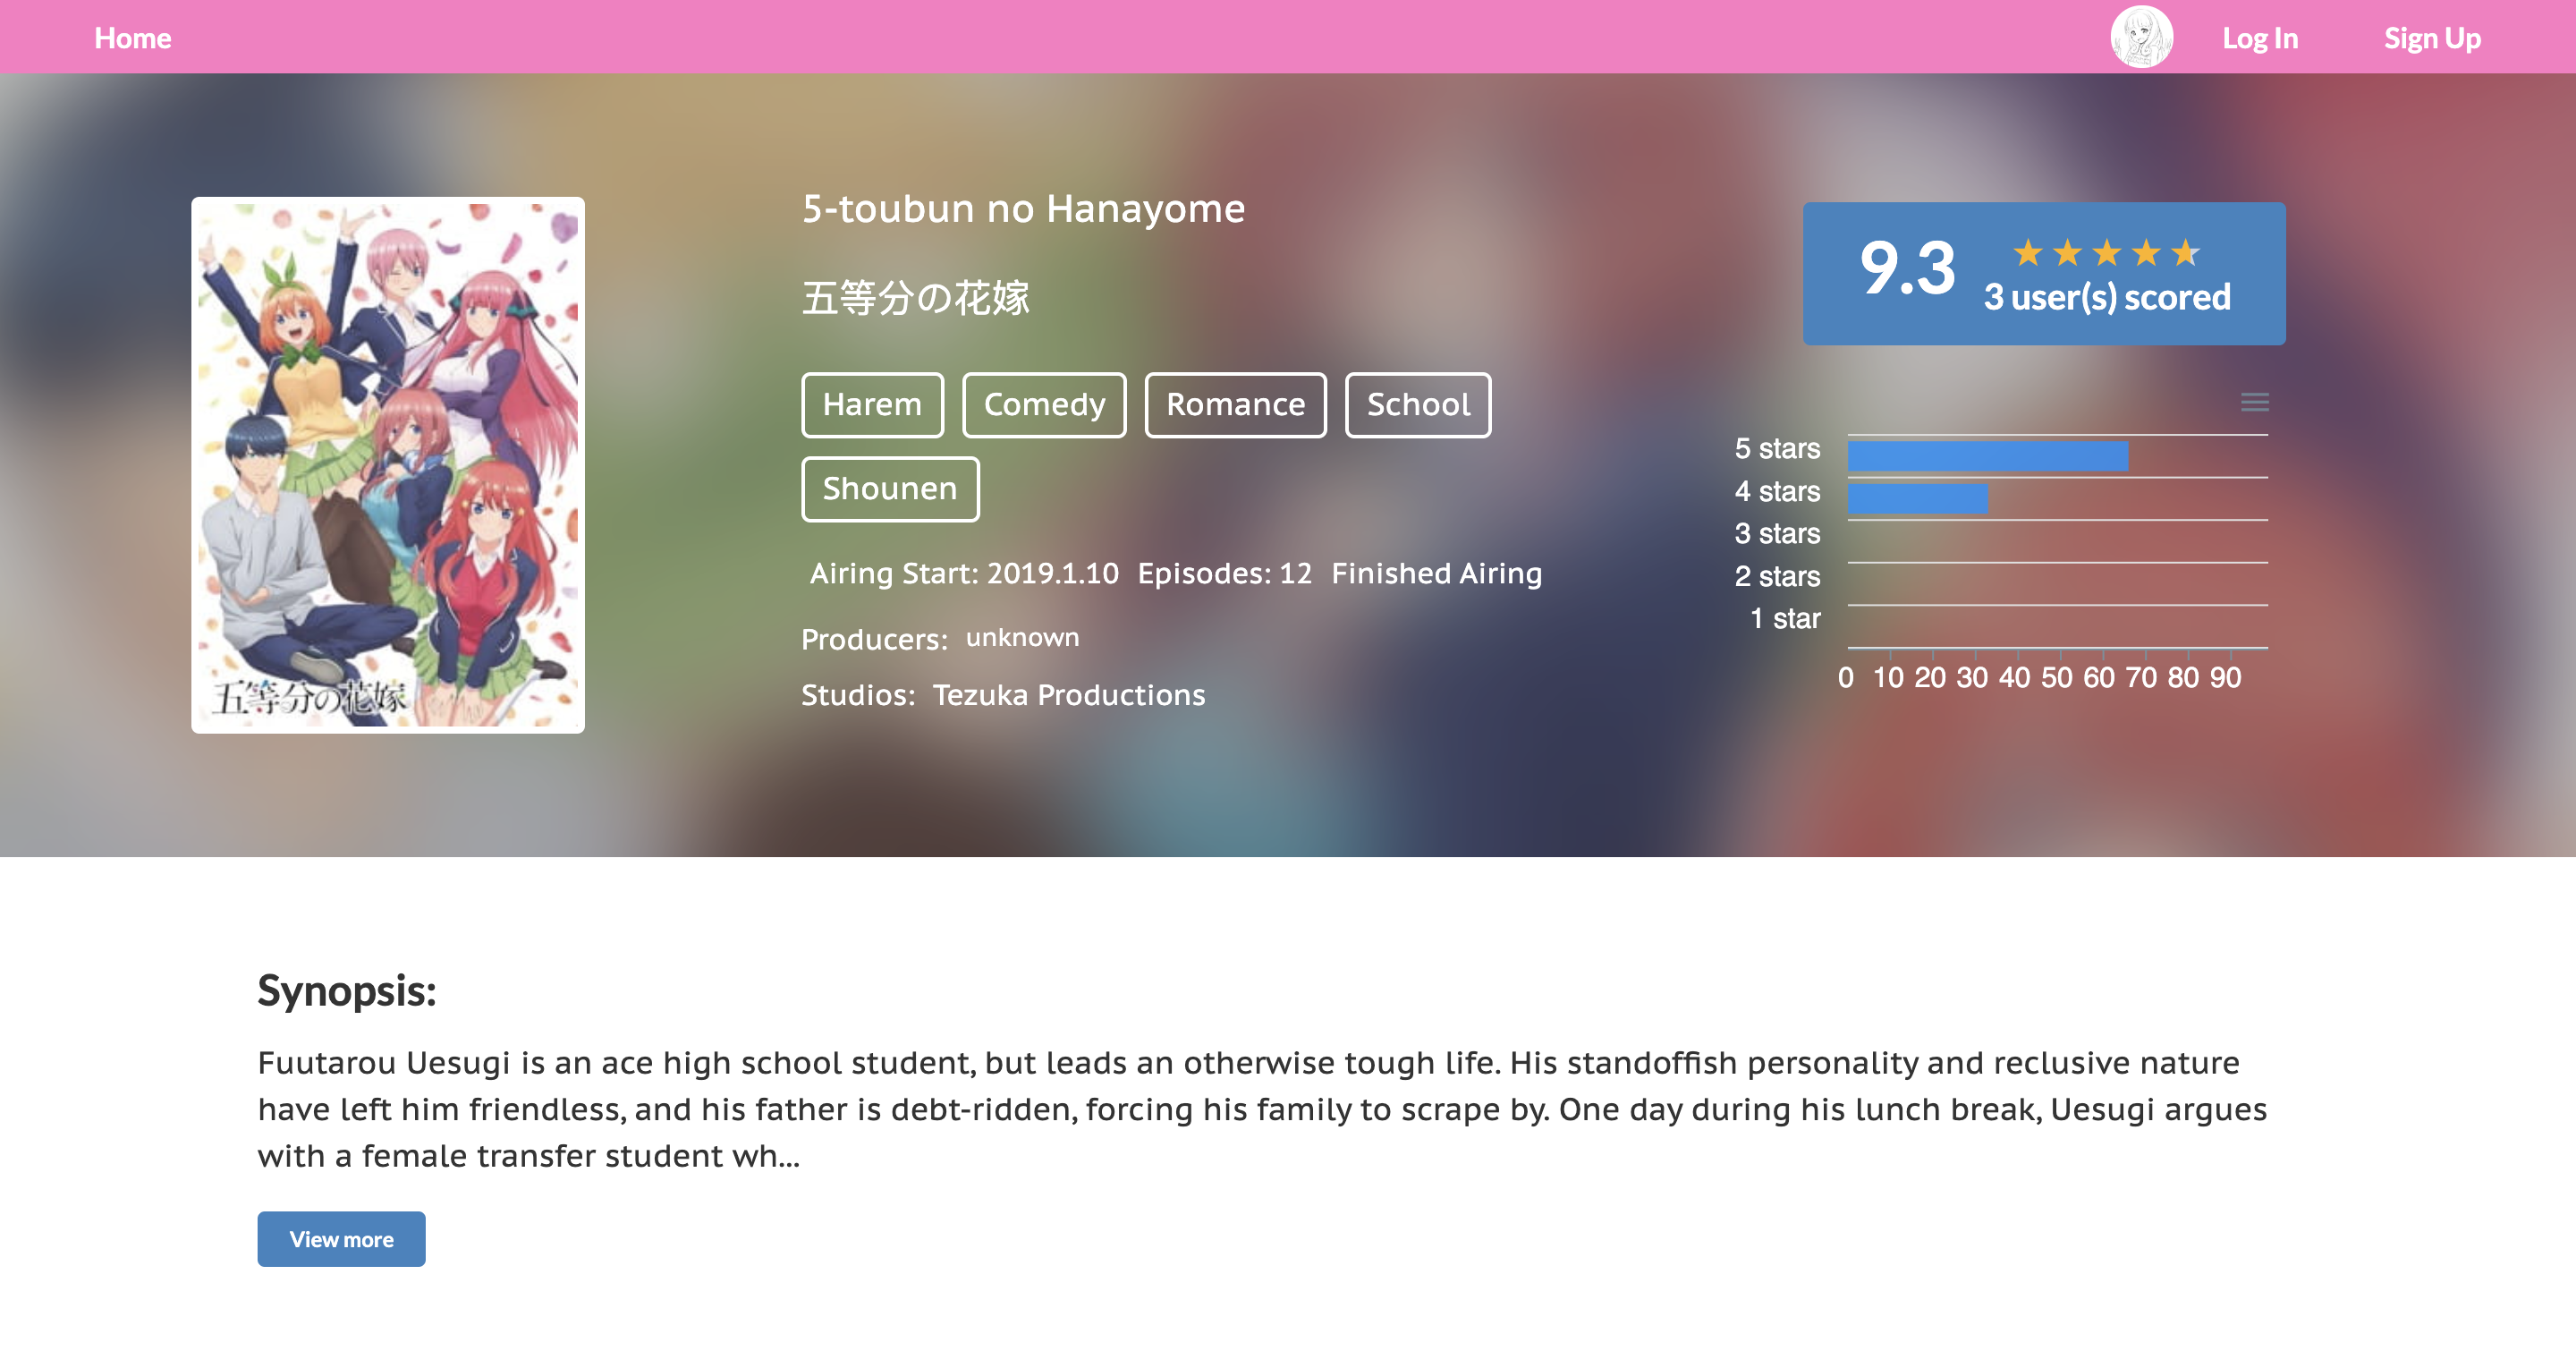 Home
Log In
Sign Up
五等分の花嫁
5-toubun no Hanayome
五等分の花嫁
Harem Comedy Romance School
Shounen
Airing Start: 2019.1.10 Episodes: 12 Finished Airing
Producers: unknown
Studios: Tezuka Productions
9.3
3 user(s) scored
5 stars
4 stars
3 stars
2 stars
1 star
0 10 20 30 40 50 60 70 80 90
Synopsis:
Fuutarou Uesugi is an ace high school student, but leads an otherwise tough life. His standoffish personality and reclusive nature
have left him friendless, and his father is debt-ridden, forcing his family to scrape by. One day during his lunch break, Uesugi argues
with a female transfer student wh...
View more